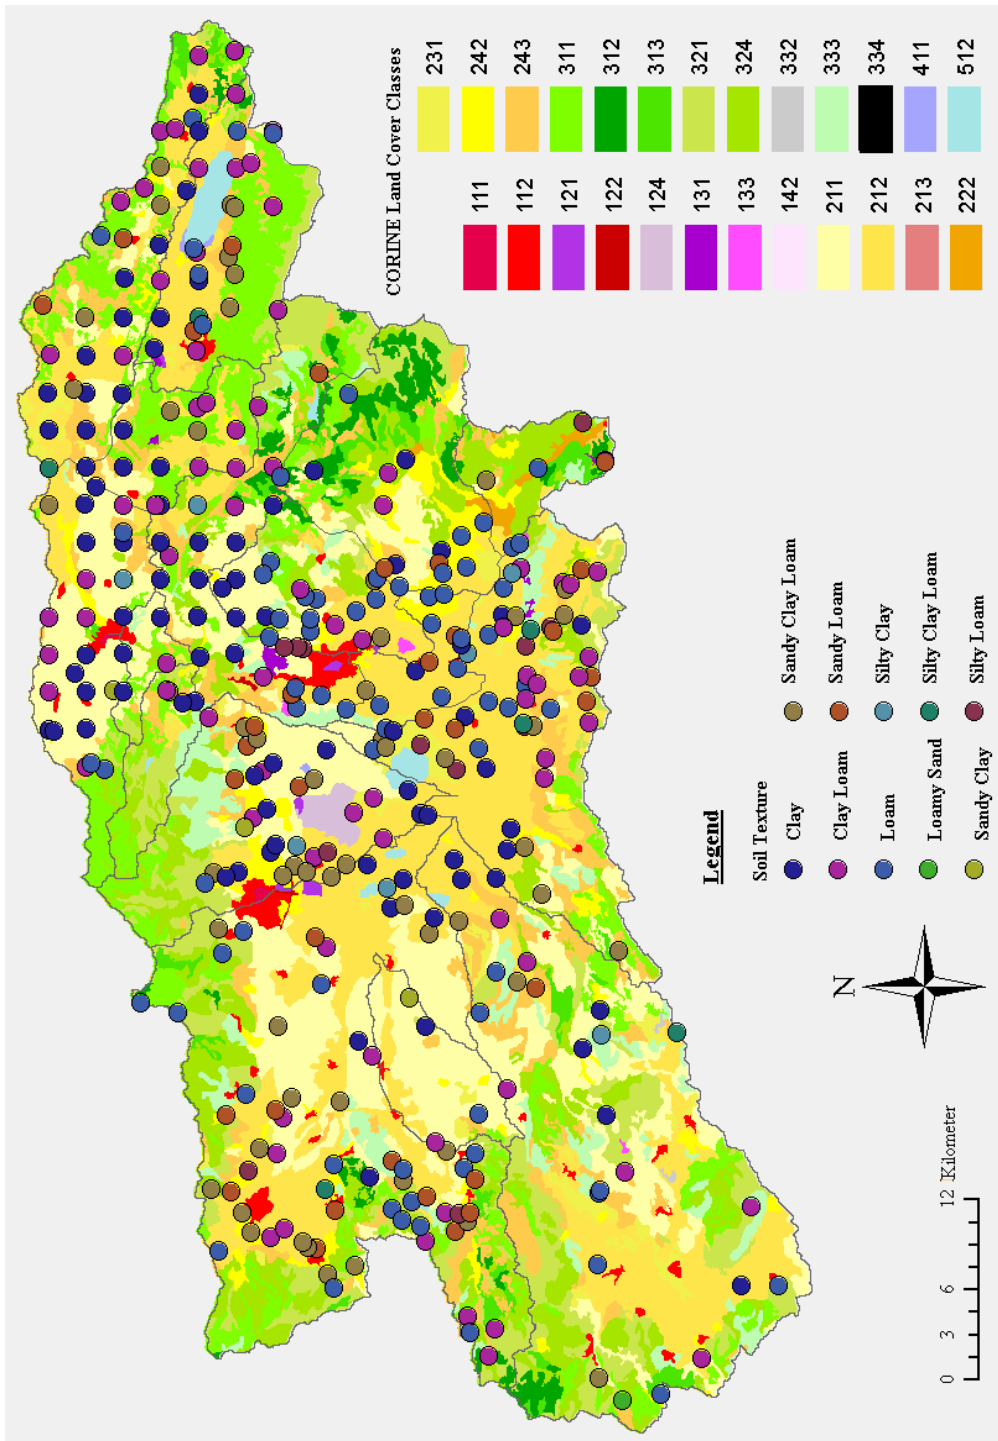 CORINE Land Cover Classes
111
112
121
122
124
131
133
142
211
212
213
222
231
242
243
311
312
313
321
324
332
333
334
411
512
Legend
Soil Texture
Clay
Clay Loam
Loam
Loamy Sand
Sandy Clay
Sandy Clay Loam
Sandy Loam
Silty Clay
Silty Clay Loam
Silty Loam
N
0 3 6 12 Kilometer